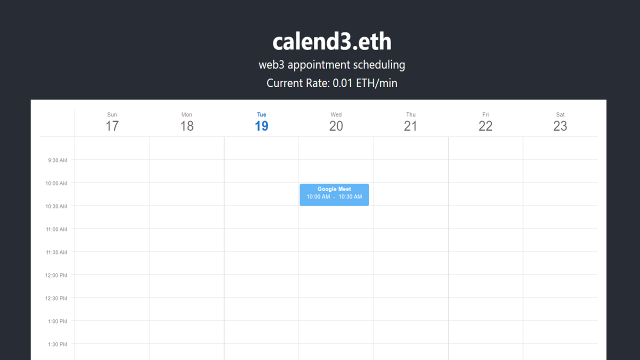 calend3.eth
web3 appointment scheduling
Current Rate: 0.01 ETH/min
Sun Mon Tue Wed Thu Fri Sat
17 18 19 20 21 22 23
9:30 AM
10:00 AM
Google Meet
10:00 AM - 10:30 AM
10:30 AM
11:00 AM
11:30 AM
12:00 PM
12:30 PM
1:00 PM
1:30 PM